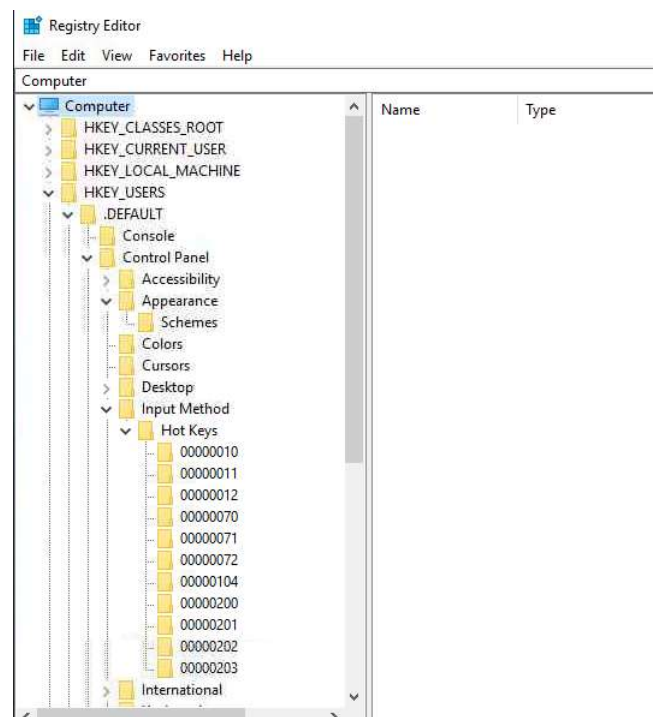 Registry Editor
File Edit View Favorites Help
Computer
Computer
HKEY_CLASSES_ROOT
HKEY_CURRENT_USER
HKEY_LOCAL_MACHINE
HKEY_USERS
.DEFAULT
Console
Control Panel
Accessibility
Appearance
Schemes
Colors
Cursors
Desktop
Input Method
Hot Keys
00000010
00000011
00000012
00000070
00000071
00000072
00000104
00000200
00000201
00000202
00000203
International
Name Type